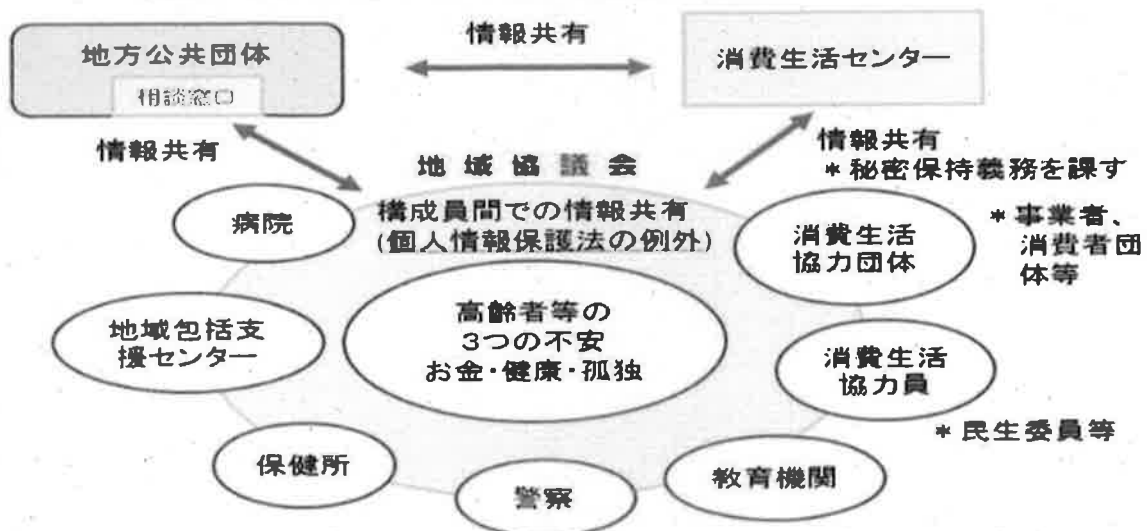 地方公共団体
相談窓口
情報共有
消費生活センター
情報共有
情報共有
*秘密保持義務を課す
地域協議会
構成員間での情報共有
(個人情報保護法の例外)
病院
消費生活
協力団体
*事業者、
消費者団
体等
高齢者等の
3つの不安
お金・健康・孤独
地域包括支
援センター
消費生活
協力員
*民生委員等
保健所
警察
教育機関